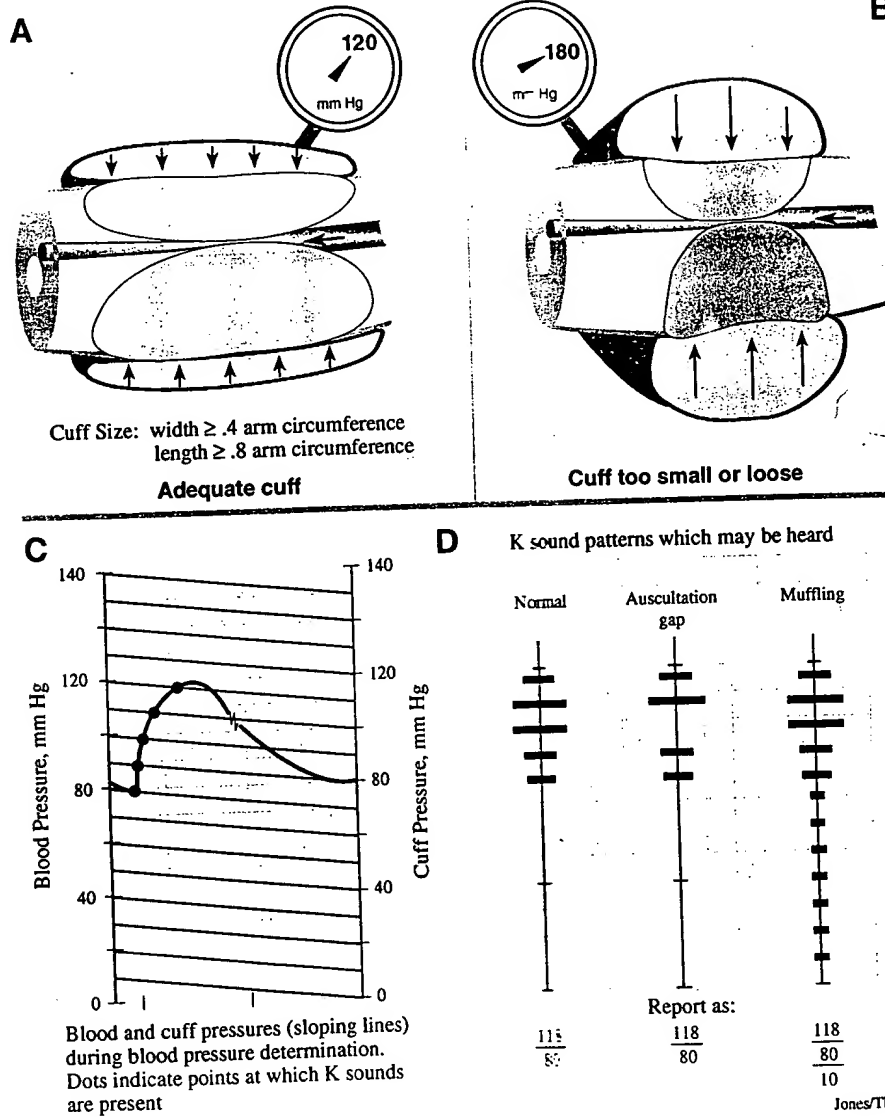 A
120
mm Hg
180
Hg
Cuff Size: width ≥ .4 arm circumference
length ≥ .8 arm circumference
Adequate cuff
Cuff too small or loose
C
140
120
80
40
0
Blood Pressure, mm Hg
140
120
80
40
0
Cuff Pressure, mm Hg
Blood and cuff pressures (sloping lines)
during blood pressure determination.
Dots indicate points at which K sounds
are present
D
K sound patterns which may be heard
Normal
Auscultation
gap
Muffling
Report as:
118
80
118
80
10